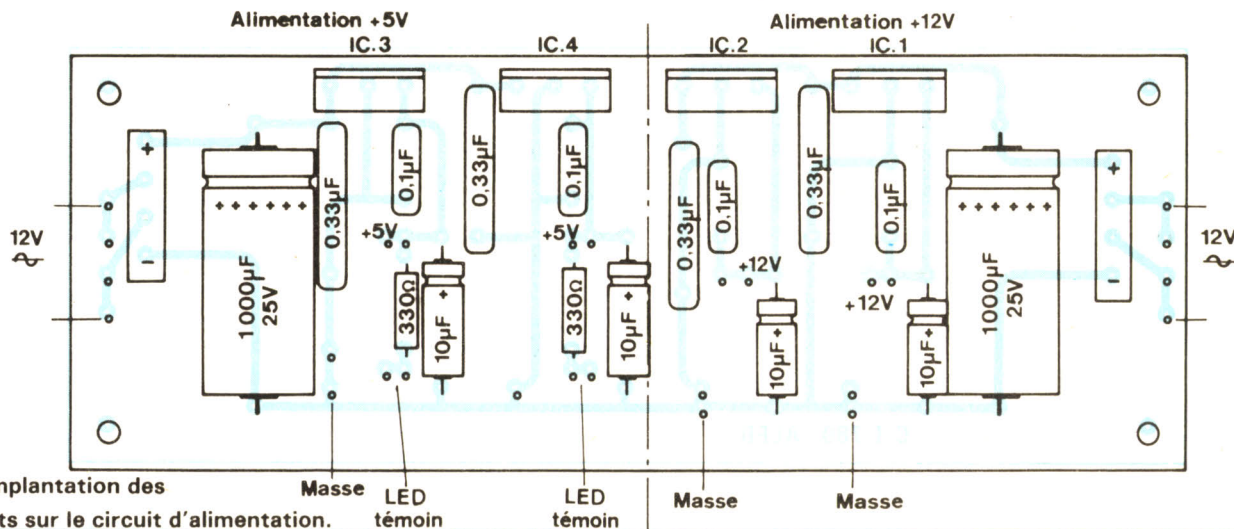 Alimentation +5V
Alimentation +12V
IC.3
IC.4
IC.2
IC.1
+
-
12V
1000µF
25V
+ + + + + +
0.33µF
0.1µF
+5V
330Ω
10µF +
0,33µF
0.1µF
+5V
330Ω
10µF +
0.33µF
0.1µF
+12V
10µF +
0.33µF
0.1µF
+12V
10µF +
+ + + + + + +
1000µF
25V
+
-
12V
Masse
LED
témoin
LED
témoin
Masse
Masse
mplantation des
ts sur le circuit d'alimentation.